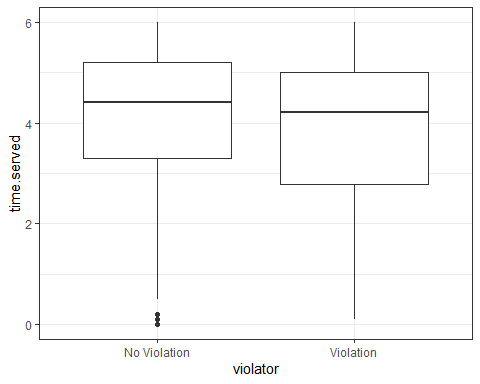 6
4
2
0
time.served
No Violation
Violation
violator